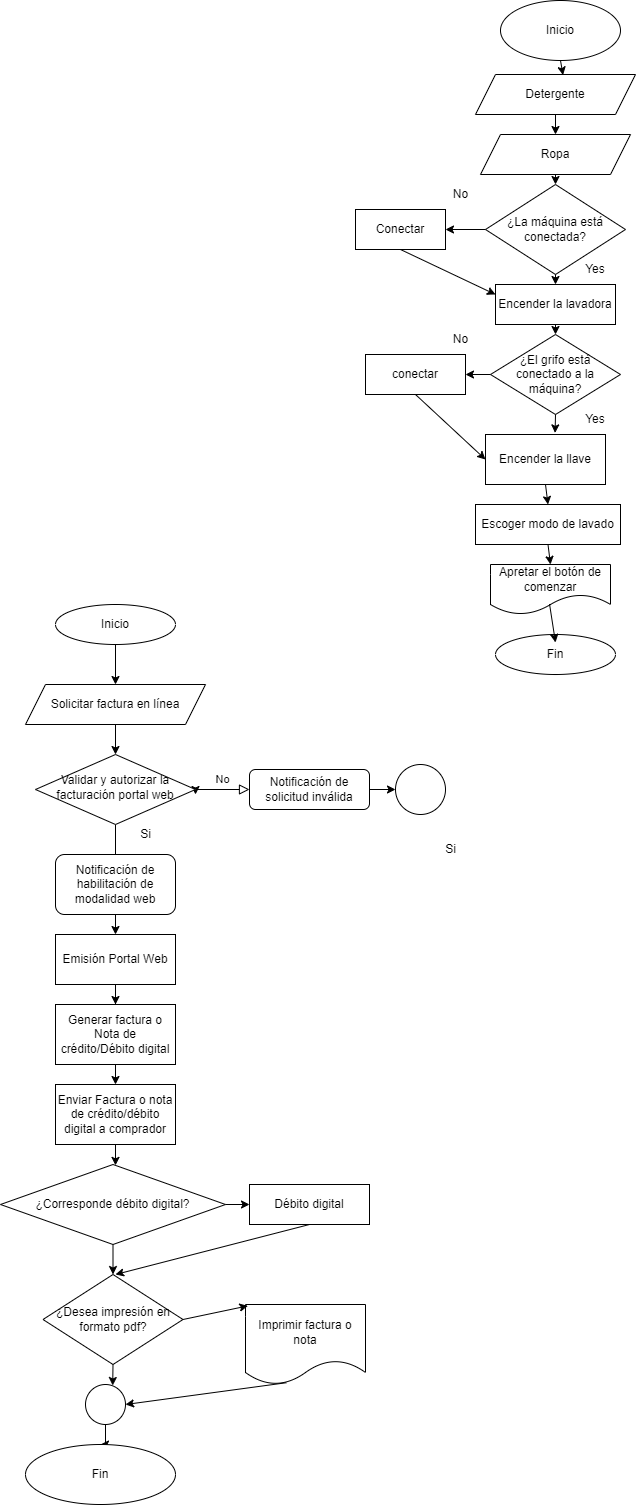 Inicio
Detergente
Ropa
No
¿La máquina está
conectada?
Conectar
Yes
Encender la lavadora
No
¿El grifo está
conectado a la
máquina?
conectar
Yes
Encender la llave
Escoger modo de lavado
Apretar el botón de
comenzar
Fin
Inicio
Solicitar factura en línea
Validar y autorizar la
facturación portal web
No
Notificación de
solicitud inválida
Si
Si
Notificación de
habilitación de
modalidad web
Emisión Portal Web
Generar factura o
Nota de
crédito/Débito digital
Enviar Factura o nota
de crédito/débito
digital a comprador
¿Corresponde débito digital?
Débito digital
¿Desea impresión en
formato pdf?
Imprimir factura o
nota
Fin